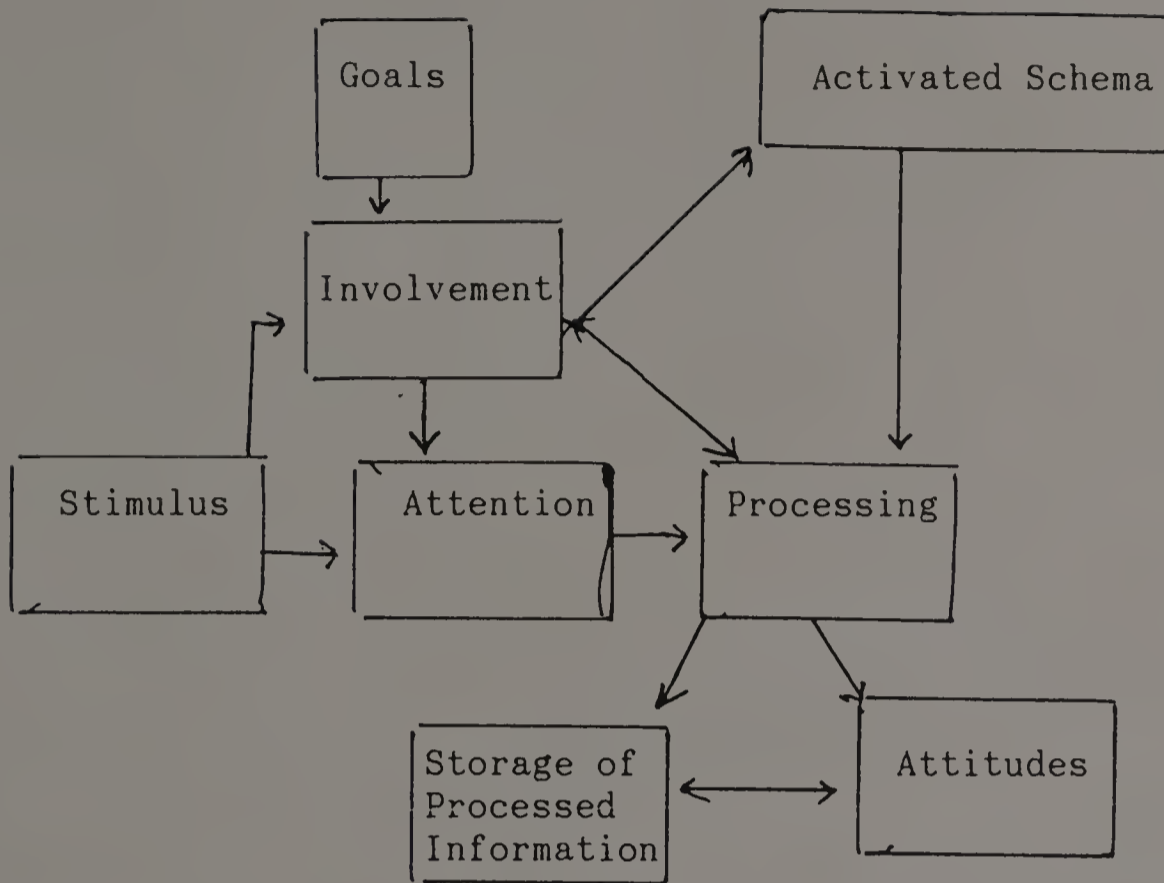 Goals
Activated Schema
Involvement
Stimulus
Attention
Processing
Storage of
Processed
Information
Attitudes